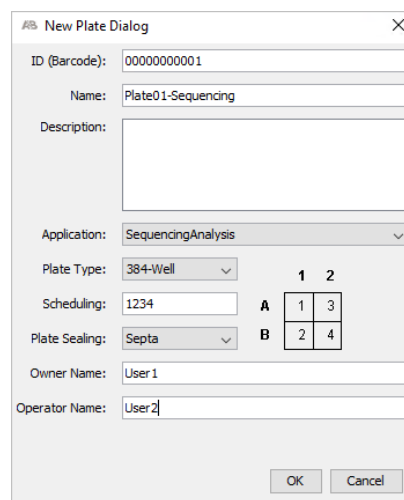 AB New Plate Dialog
ID (Barcode): 00000000001
Name: Plate01-Sequencing
Description:
Application: SequencingAnalysis
Plate Type: 384-Well
1 2
Scheduling: 1234
A 1 3
Plate Sealing: Septa
B 2 4
Owner Name: User1
Operator Name: User2
OK Cancel